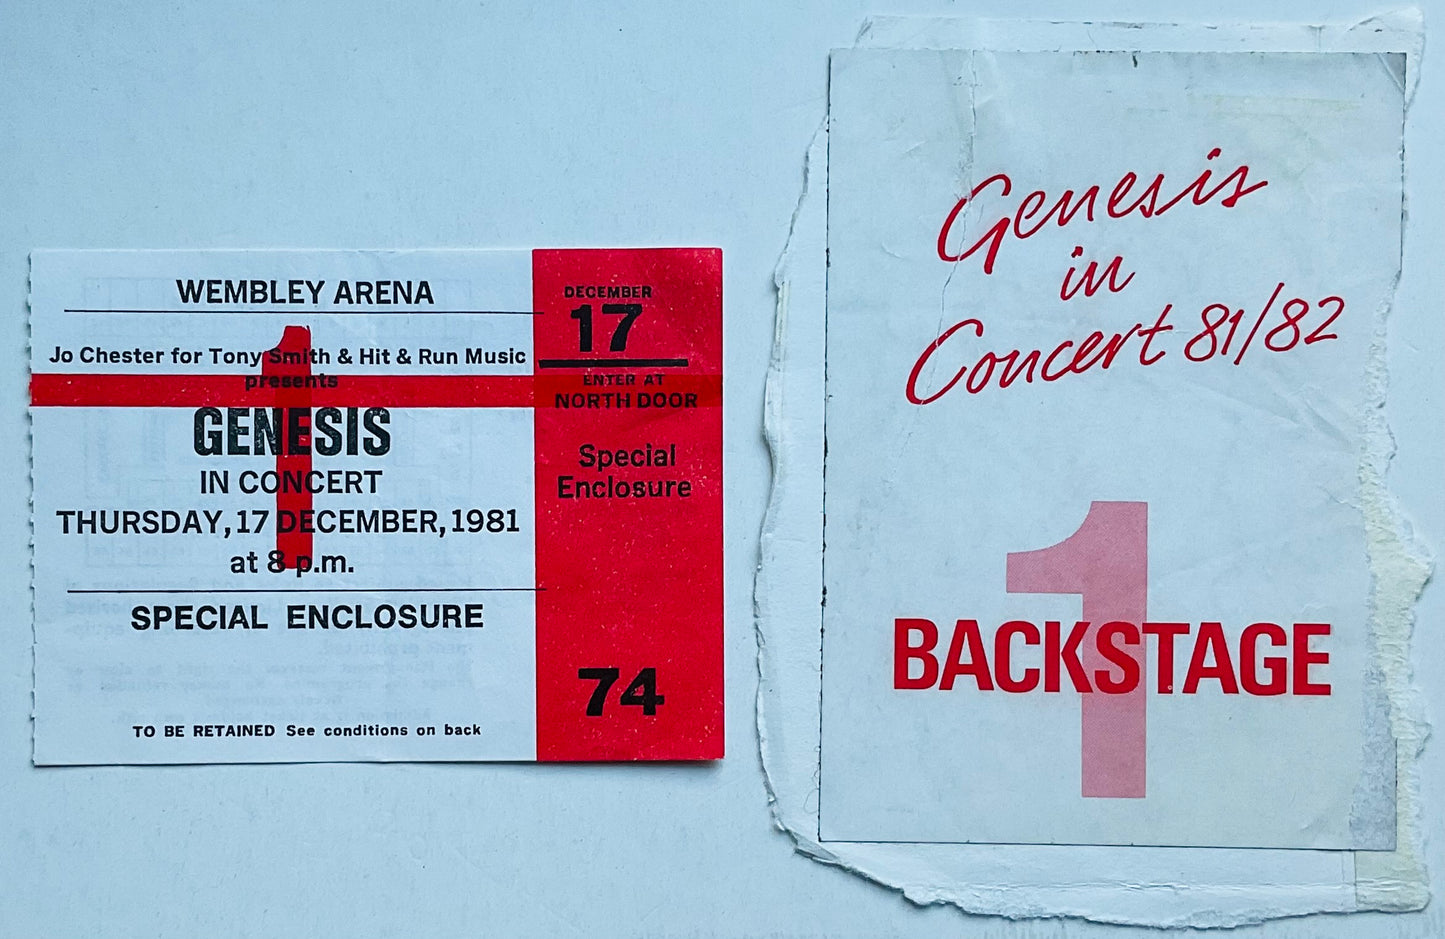 WEMBLEY ARENA
Jo Chester for Tony Smith & Hit & Run Music
presents
GENESIS
IN CONCERT
THURSDAY, 17 DECEMBER, 1981
at 8 p.m.
SPECIAL ENCLOSURE
TO BE RETAINED See conditions on back
1
DECEMBER
17
ENTER AT
NORTH DOOR
Special
Enclosure
74
Genesis
in
Concert 81/82
1
BACKSTAGE